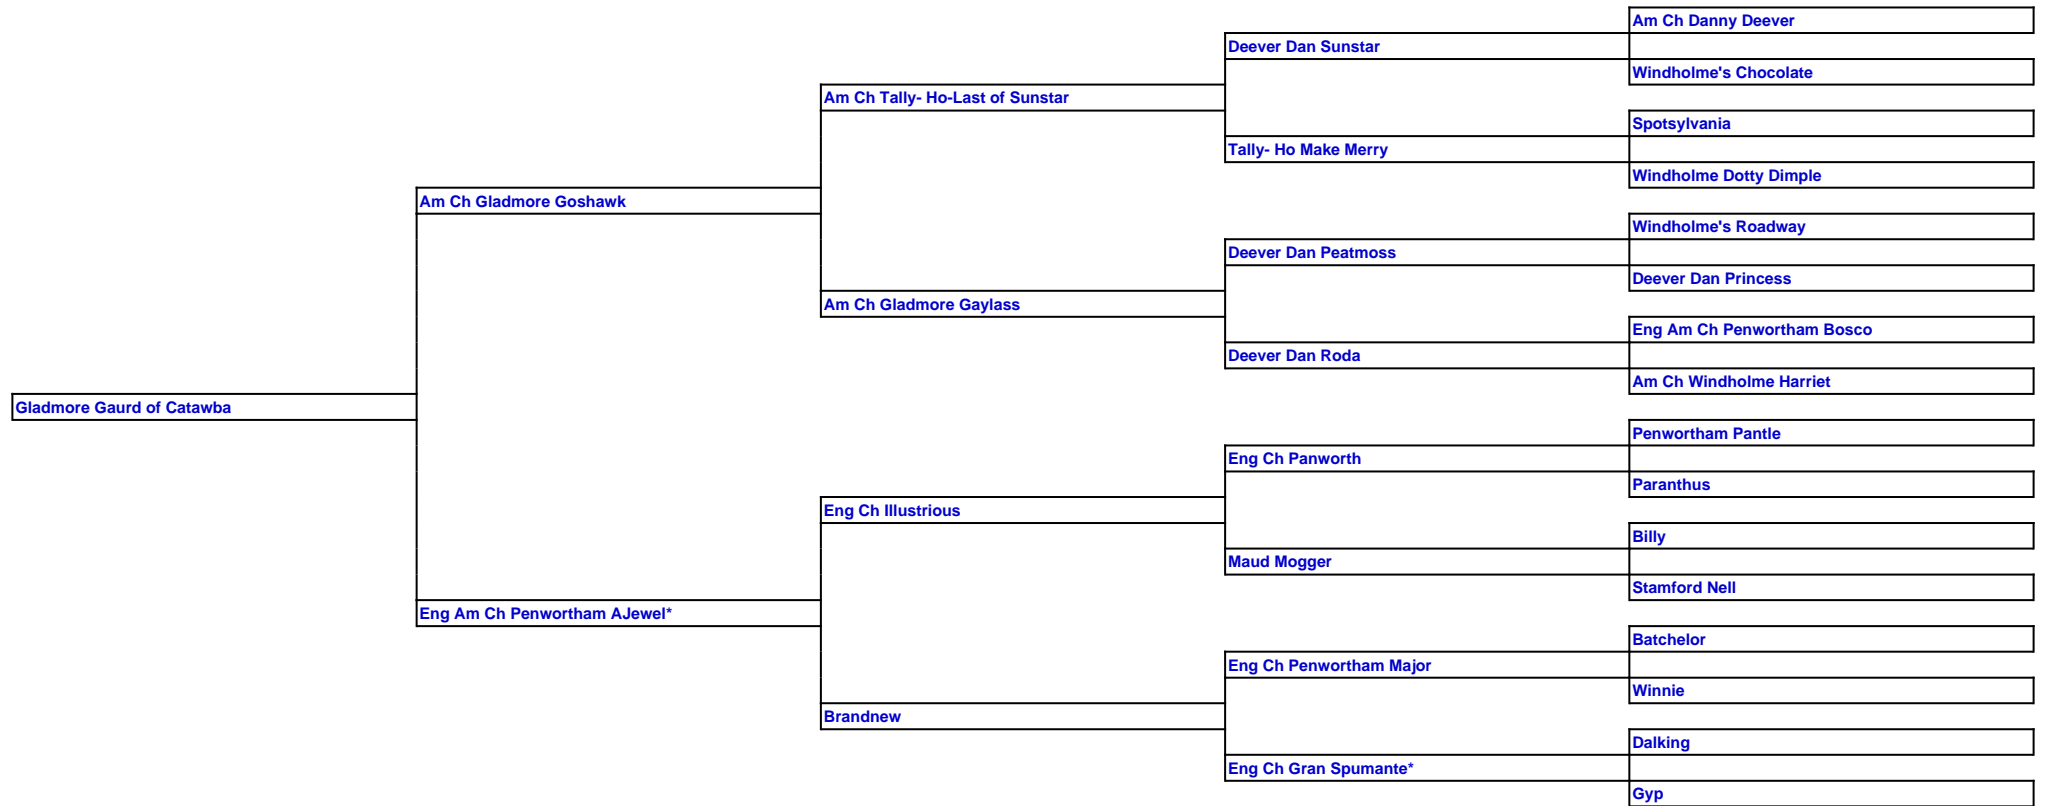 Am Ch Danny Deever
Deever Dan Sunstar
Windholme's Chocolate
Am Ch Tally- Ho-Last of Sunstar
Spotsylvania
Tally- Ho Make Merry
Windholme Dotty Dimple
Am Ch Gladmore Goshawk
Windholme's Roadway
Deever Dan Peatmoss
Deever Dan Princess
Am Ch Gladmore Gaylass
Eng Am Ch Penwortham Bosco
Deever Dan Roda
Am Ch Windholme Harriet
Gladmore Gaurd of Catawba
Penwortham Pantle
Eng Ch Panworth
Paranthus
Eng Ch Illustrious
Billy
Maud Mogger
Stamford Nell
Eng Am Ch Penwortham AJewel*
Batchelor
Eng Ch Penwortham Major
Winnie
Brandnew
Dalking
Eng Ch Gran Spumante*
Gyp